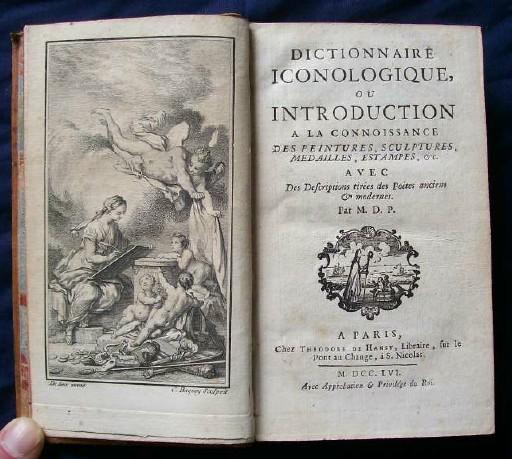 DICTIONNAIRE
ICONOLOGIQUE,
OU
INTRODUCTION
A LA CONNOISSANCE
DES PEINTURES, SCULPTURES,
MEDAILLES, ESTAMPES, &c.
AVEC
Des Descriptions tirées des Poëtes anciens
& modernes.
Par M. D. P.
A PARIS,
Chez THEODORE DE HANSY, Libraire, sur le
Pont au Change, à S. Nicolas.
M. DCC. LVI.
Avec Approbation & Privilége du Roi.